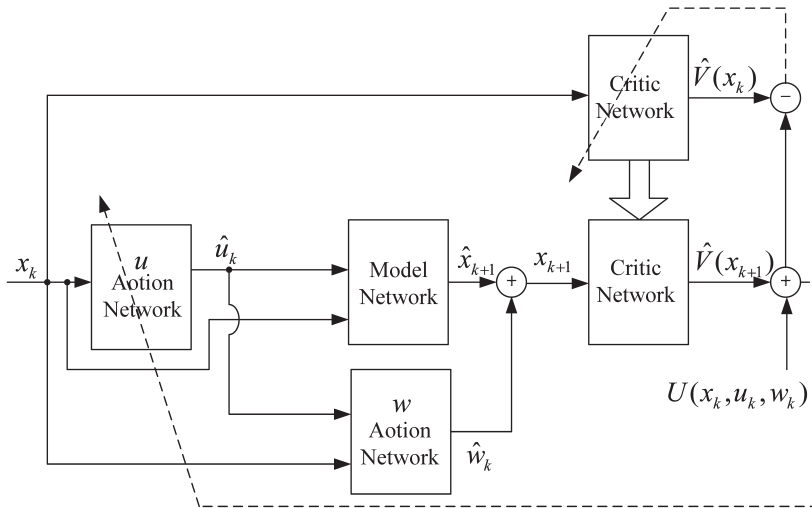 Critic
Network
V̂(x_k)
−
x_k
u
Aotion
Network
û_k
Model
Network
x̂_{k+1}
+
x_{k+1}
Critic
Network
V̂(x_{k+1})
+
U(x_k,u_k,w_k)
w
Aotion
Network
ŵ_k